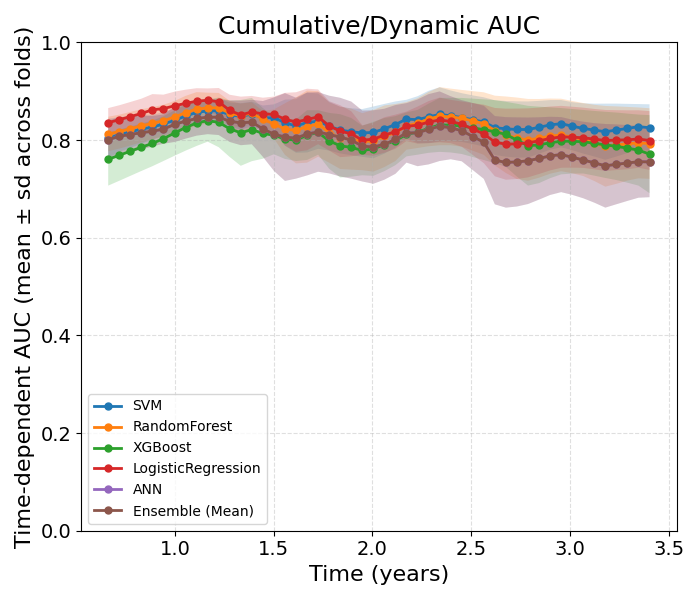 Cumulative/Dynamic AUC
Time-dependent AUC (mean ± sd across folds)
1.0
0.8
0.6
0.4
0.2
0.0
SVM
RandomForest
XGBoost
LogisticRegression
ANN
Ensemble (Mean)
1.0 1.5 2.0 2.5 3.0 3.5
Time (years)